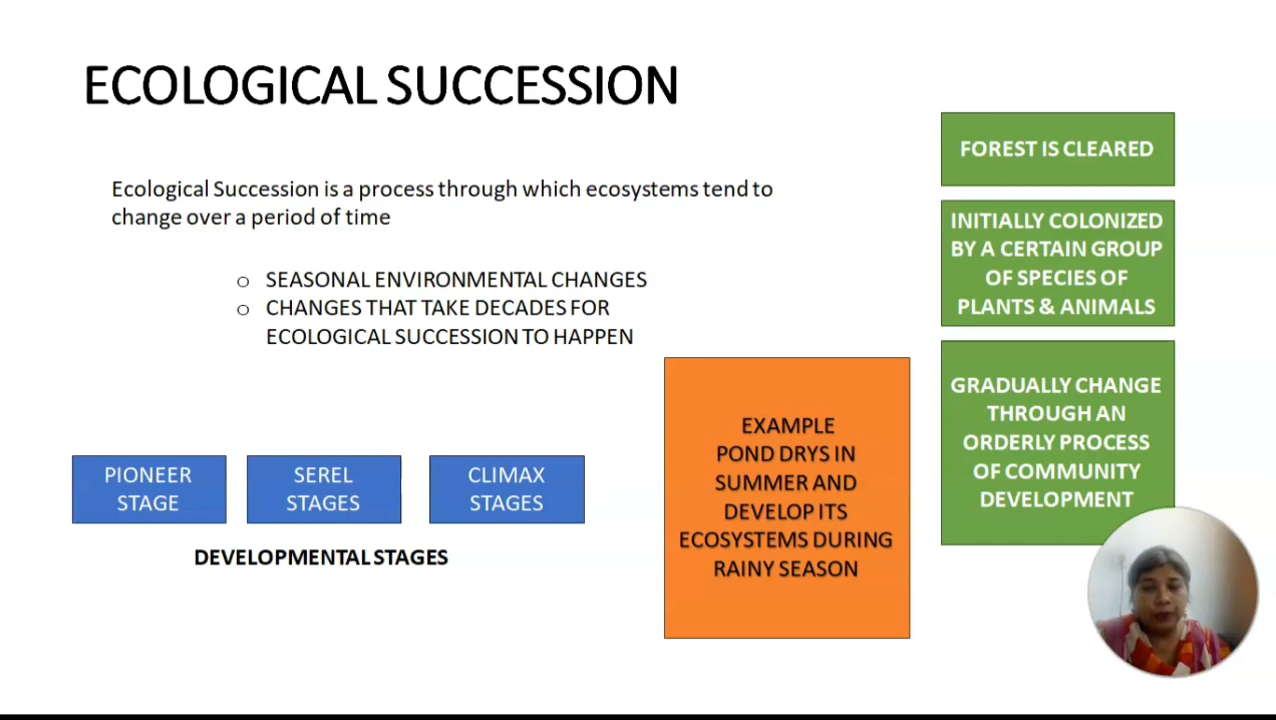 ECOLOGICAL SUCCESSION
Ecological Succession is a process through which ecosystems tend to
change over a period of time
o SEASONAL ENVIRONMENTAL CHANGES
o CHANGES THAT TAKE DECADES FOR
ECOLOGICAL SUCCESSION TO HAPPEN
PIONEER
STAGE
SEREL
STAGES
CLIMAX
STAGES
DEVELOPMENTAL STAGES
EXAMPLE
POND DRYS IN
SUMMER AND
DEVELOP ITS
ECOSYSTEMS DURING
RAINY SEASON
FOREST IS CLEARED
INITIALLY COLONIZED
BY A CERTAIN GROUP
OF SPECIES OF
PLANTS & ANIMALS
GRADUALLY CHANGE
THROUGH AN
ORDERLY PROCESS
OF COMMUNITY
DEVELOPMENT